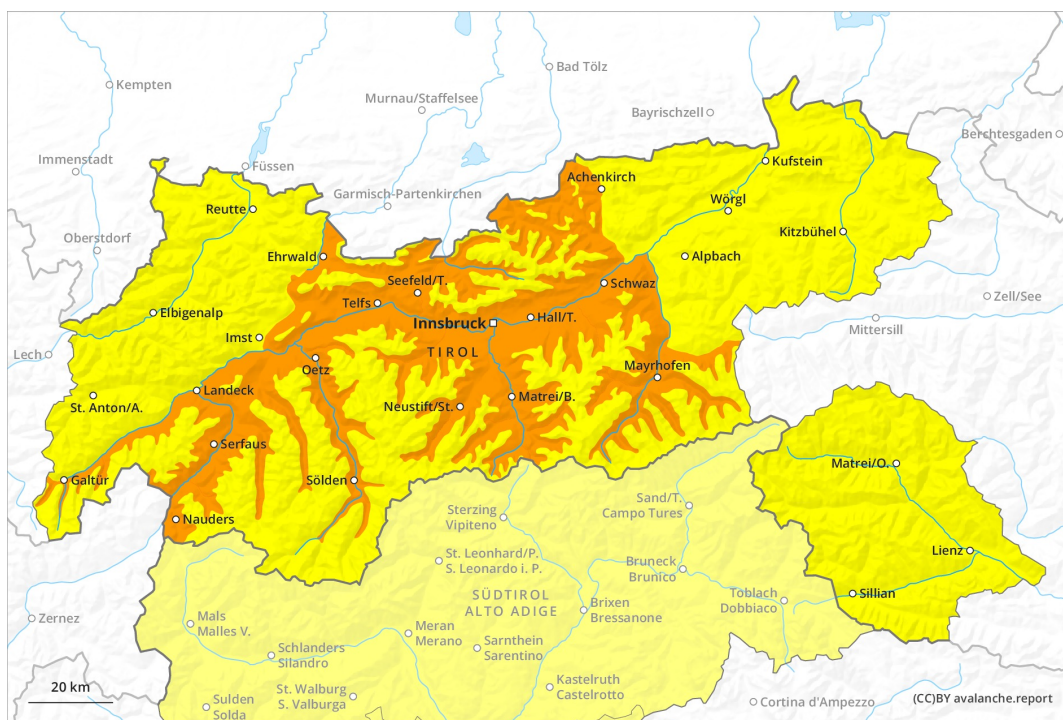 Kempten
Bad Tölz
Murnau/Staffelsee
Bayrischzell
Berchtesgaden
Immenstadt
Füssen
Kufstein
Achenkirch
Garmisch-Partenkirchen
Reutte
Wörgl
Oberstdorf
Kitzbühel
Ehrwald
Alpbach
Seefeld/T.
Schwaz
Zell/See
Telfs
Elbigenalp
Innsbruck
Hall/T.
Mittersill
Imst
Lech
TIROL
Oetz
Mayrhofen
Landeck
St. Anton/A.
Neustift/St.
Matrei/B.
Serfaus
Matrei/O.
Galtür
Sölden
Sand/T.
Campo Tures
Sterzing
Vipiteno
Nauders
Lienz
St. Leonhard/P.
S. Leonardo i. P.
Bruneck
Brunico
SÜDTIROL
ALTO ADIGE
Sillian
Toblach
Dobbiaco
Brixen
Bressanone
Zernez
Mals
Malles V.
Meran
Merano
Sarnthein
Sarentino
Schlanders
Silandro
Kastelruth
Castelrotto
20 km
St. Walburg
S. Valburga
Sulden
Solda
Cortina d'Ampezzo
(CC)BY avalanche.report